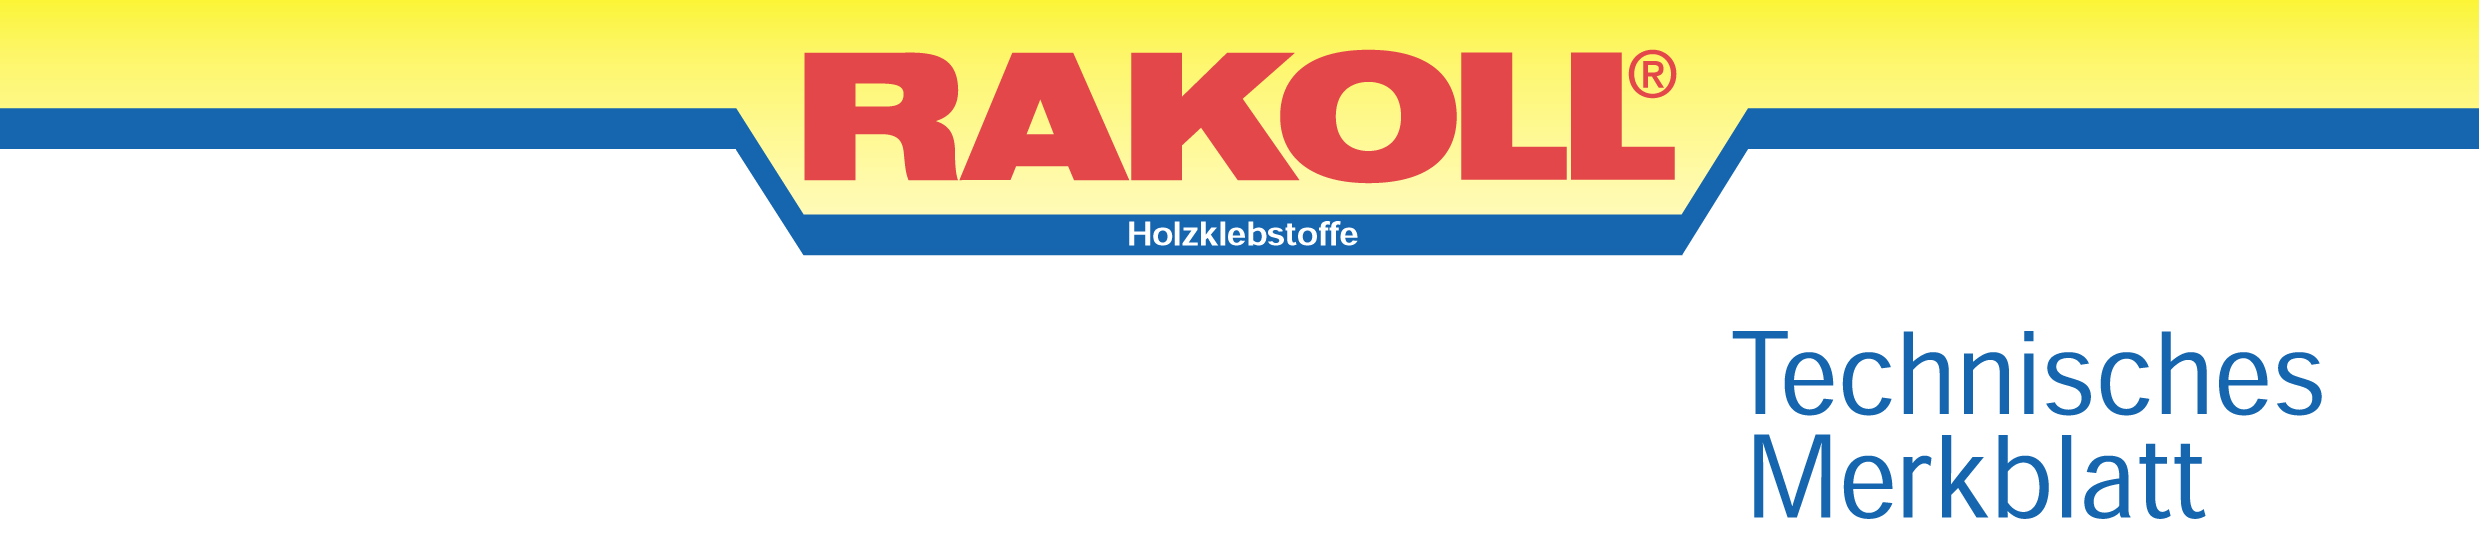 RAKOLL®
Holzklebstoffe
Technisches
Merkblatt